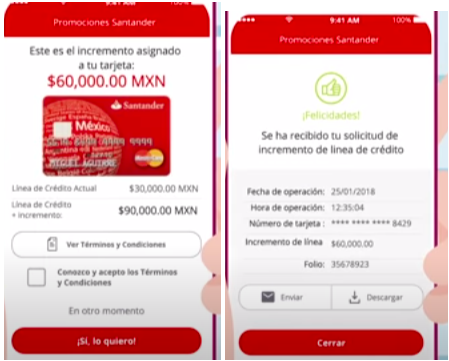 9:41 AM 100%
Promociones Santander
Este es el incremento asignado
a tu tarjeta:
$60,000.00 MXN
Santander
México
MasterCard
Línea de Crédito Actual $30,000.00 MXN
Línea de Crédito
+ incremento: $90,000.00 MXN
Ver Términos y Condiciones
Conozco y acepto los Términos
y Condiciones
En otro momento
¡Sí, lo quiero!
9:41 AM 100%
Promociones Santander
¡Felicidades!
Se ha recibido tu solicitud de
incremento de línea de crédito
Fecha de operación: 25/01/2018
Hora de operación: 12:35:04
Número de tarjeta : **** **** **** 8429
Incremento de línea $60,000.00
Folio: 35678923
Enviar
Descargar
Cerrar